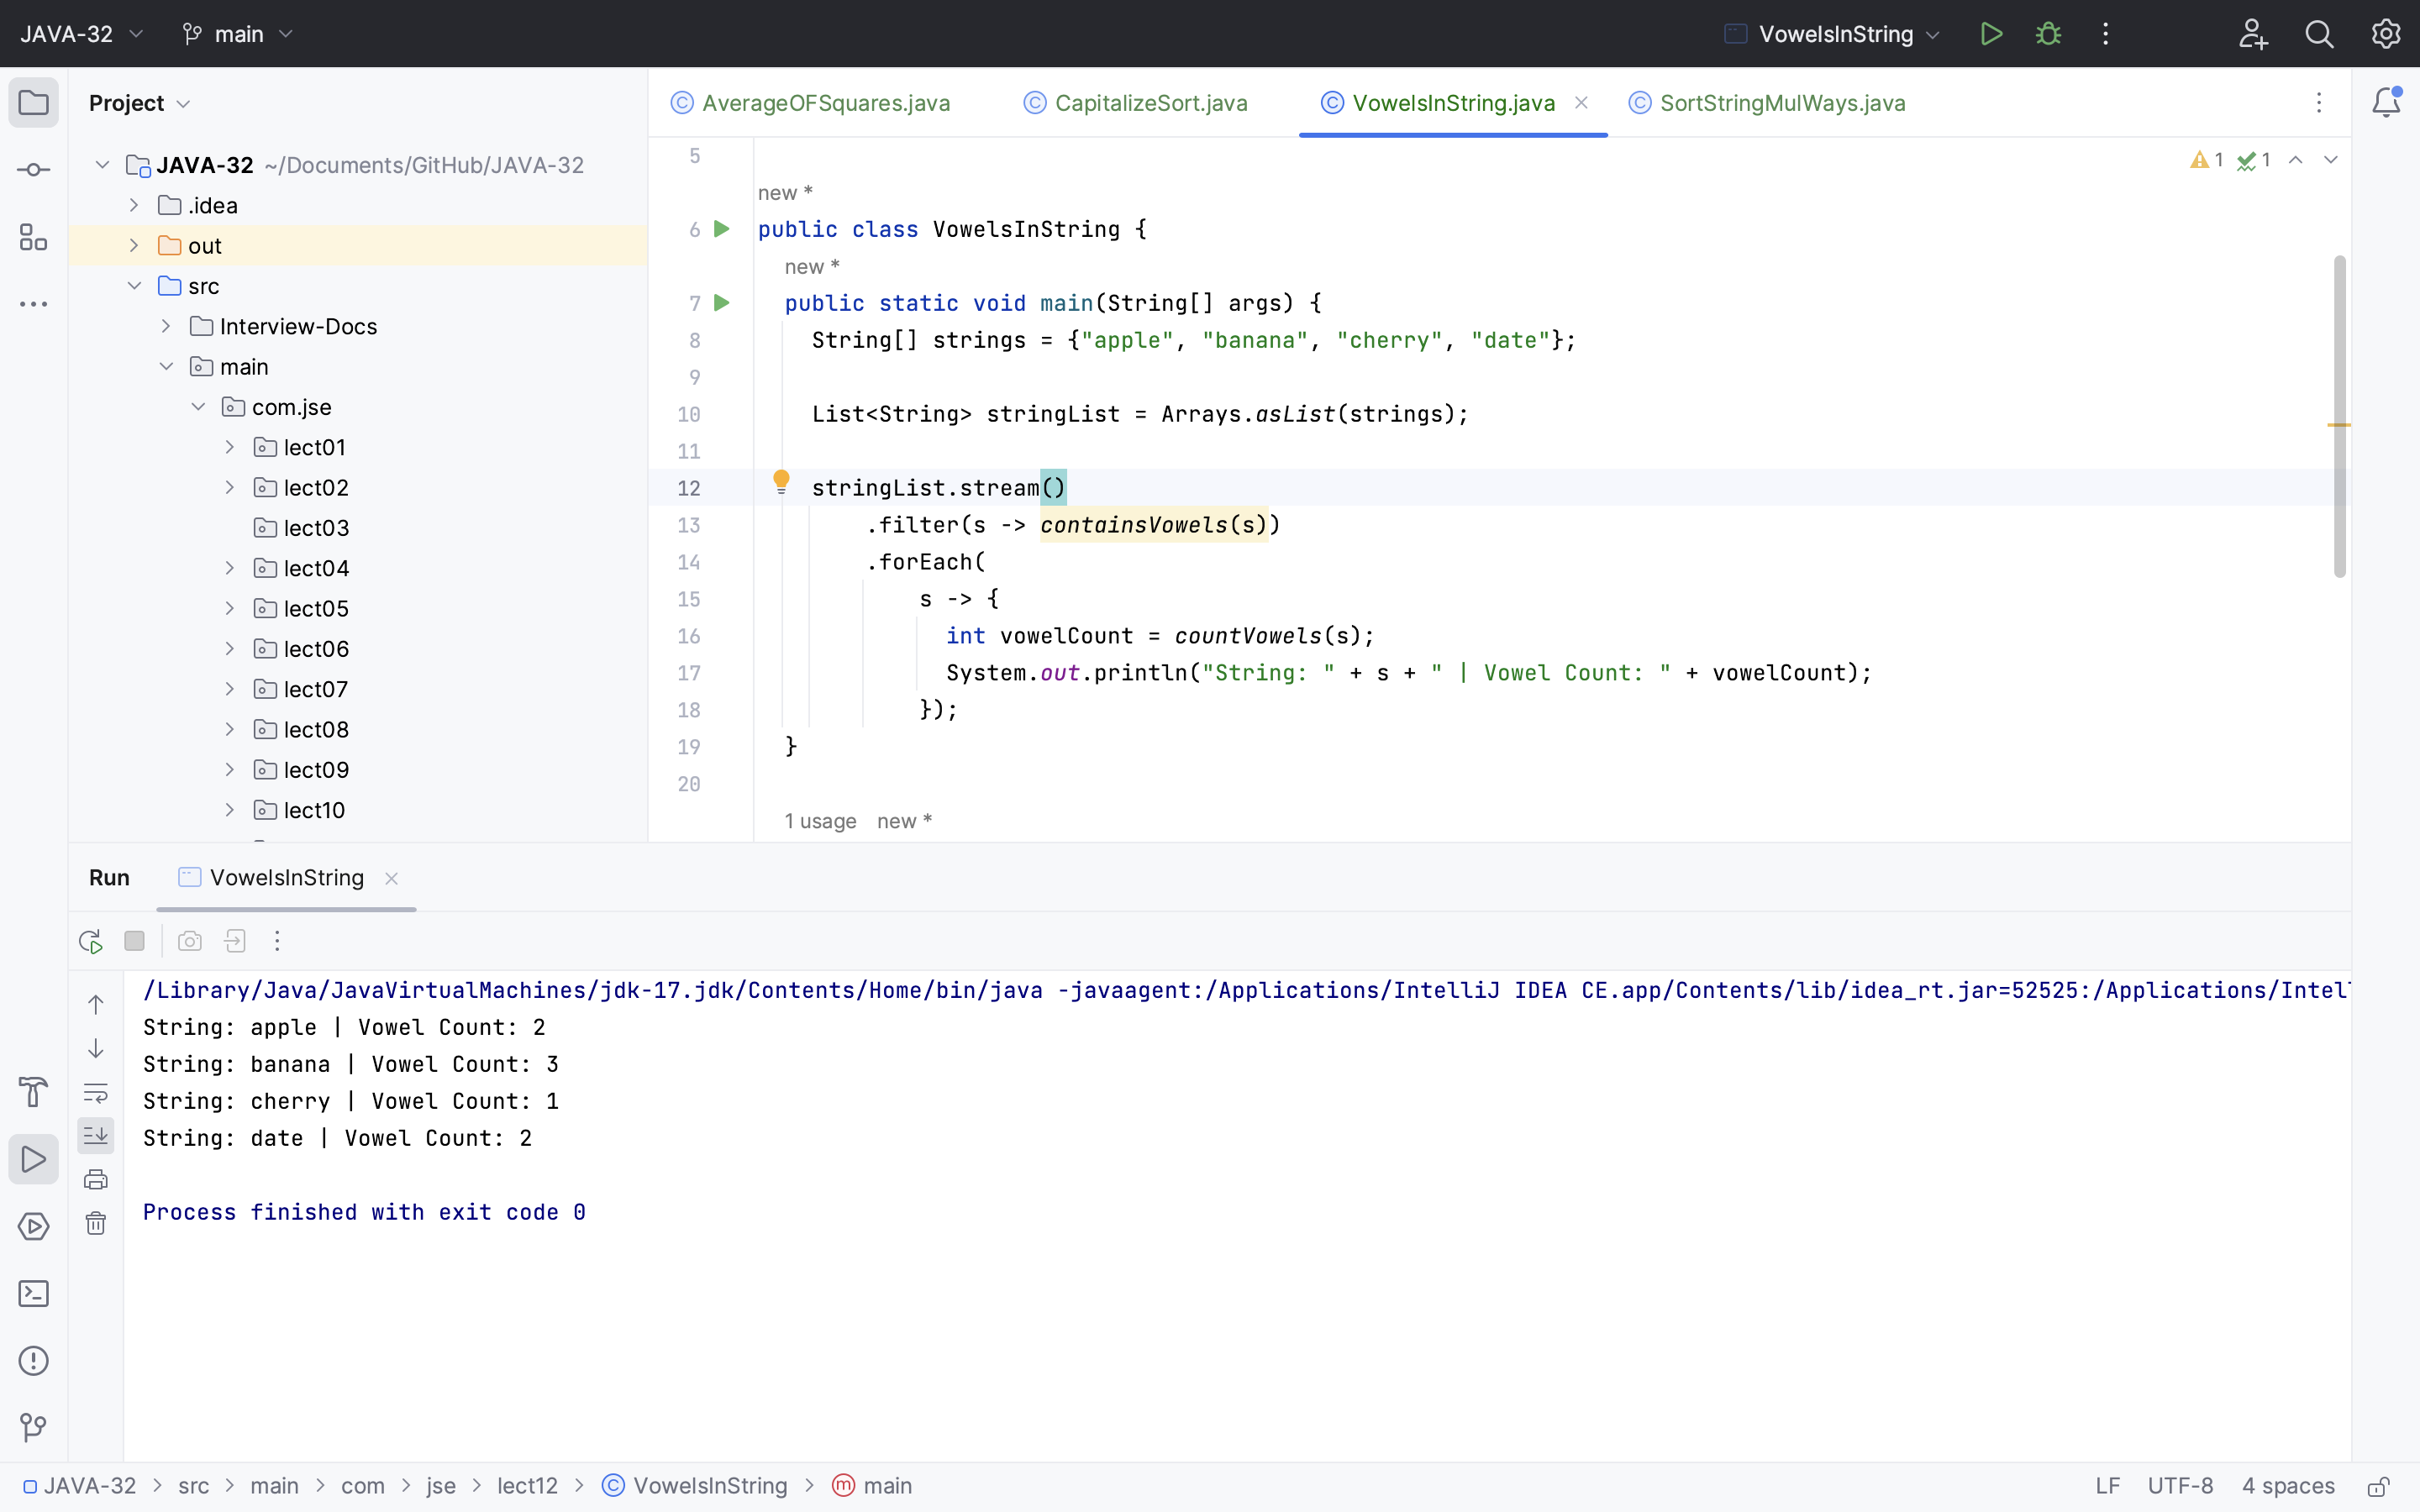 JAVA-32 main VowelsInString
Project
AverageOFSquares.java CapitalizeSort.java VowelsInString.java SortStringMulWays.java
JAVA-32 ~/Documents/GitHub/JAVA-32
.idea
out
src
Interview-Docs
main
com.jse
lect01
lect02
lect03
lect04
lect05
lect06
lect07
lect08
lect09
lect10
1 1
5
new *
6 public class VowelsInString {
new *
7 public static void main(String[] args) {
8 String[] strings = {"apple", "banana", "cherry", "date"};
9
10 List<String> stringList = Arrays.asList(strings);
11
12 stringList.stream()
13 .filter(s -> containsVowels(s))
14 .forEach(
15 s -> {
16 int vowelCount = countVowels(s);
17 System.out.println("String: " + s + " | Vowel Count: " + vowelCount);
18 });
19 }
20
1 usage new *
Run VowelsInString
/Library/Java/JavaVirtualMachines/jdk-17.jdk/Contents/Home/bin/java -javaagent:/Applications/IntelliJ IDEA CE.app/Contents/lib/idea_rt.jar=52525:/Applications/Intel
String: apple | Vowel Count: 2
String: banana | Vowel Count: 3
String: cherry | Vowel Count: 1
String: date | Vowel Count: 2
Process finished with exit code 0
JAVA-32 > src > main > com > jse > lect12 > VowelsInString > main LF UTF-8 4 spaces